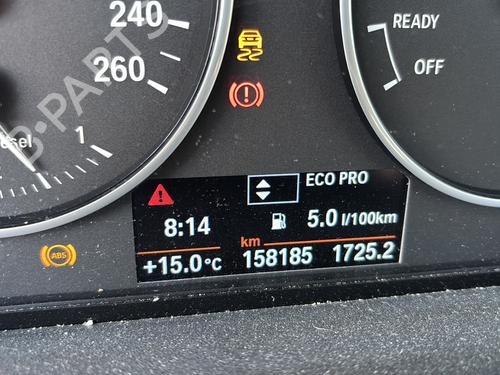 240
260
READY
OFF
1
ECO PRO
8:14
5.0 l/100km
km
+15.0°C
158185
1725.2
ABS
B-PARTS